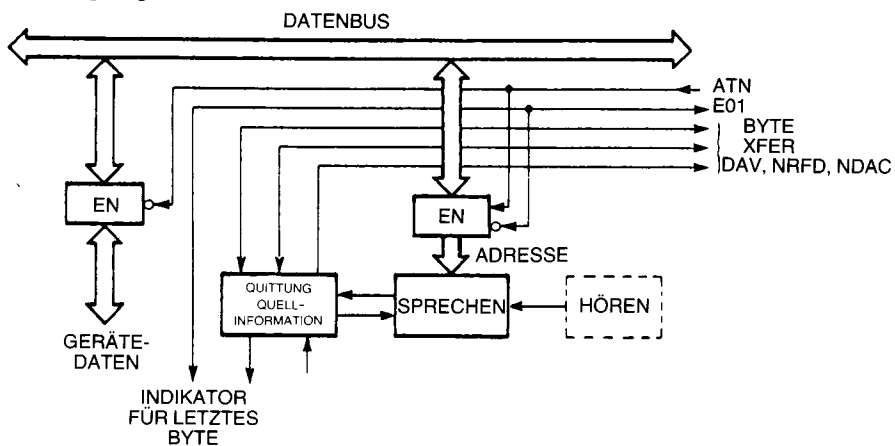 DATENBUS
ATN
E01
BYTE
XFER
DAV, NRFD, NDAC
EN
EN
ADRESSE
QUITTUNG
QUELL-
INFORMATION
SPRECHEN
HÖREN
GERÄTE-
DATEN
INDIKATOR
FÜR LETZTES
BYTE